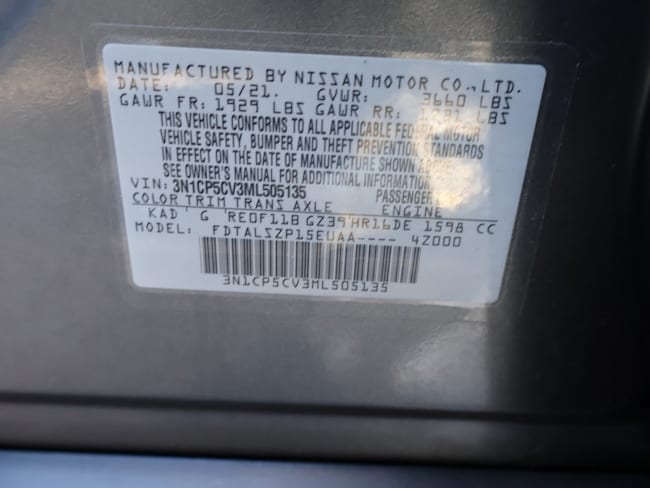 MANUFACTURED BY NISSAN MOTOR CO., LTD.
DATE: 05/21. GVWR: 3660 LBS
GAWR FR: 1929 LBS GAWR RR: LBS
THIS VEHICLE CONFORMS TO ALL APPLICABLE FEDERAL MOTOR
VEHICLE SAFETY, BUMPER AND THEFT PREVENTION STANDARDS
IN EFFECT ON THE DATE OF MANUFACTURE SHOWN
SEE OWNER'S MANUAL FOR ADDITIONAL INFORMATION
VIN: 3N1CP5CV3ML505135 PASSENGER
COLOR TRIM TRANS AXLE ENGINE
KAD G RE0F11B GZ39 HR16DE 1598 CC
MODEL: FDTALSZP15EUAA---- 4Z000
3N1CP5CV3ML505135